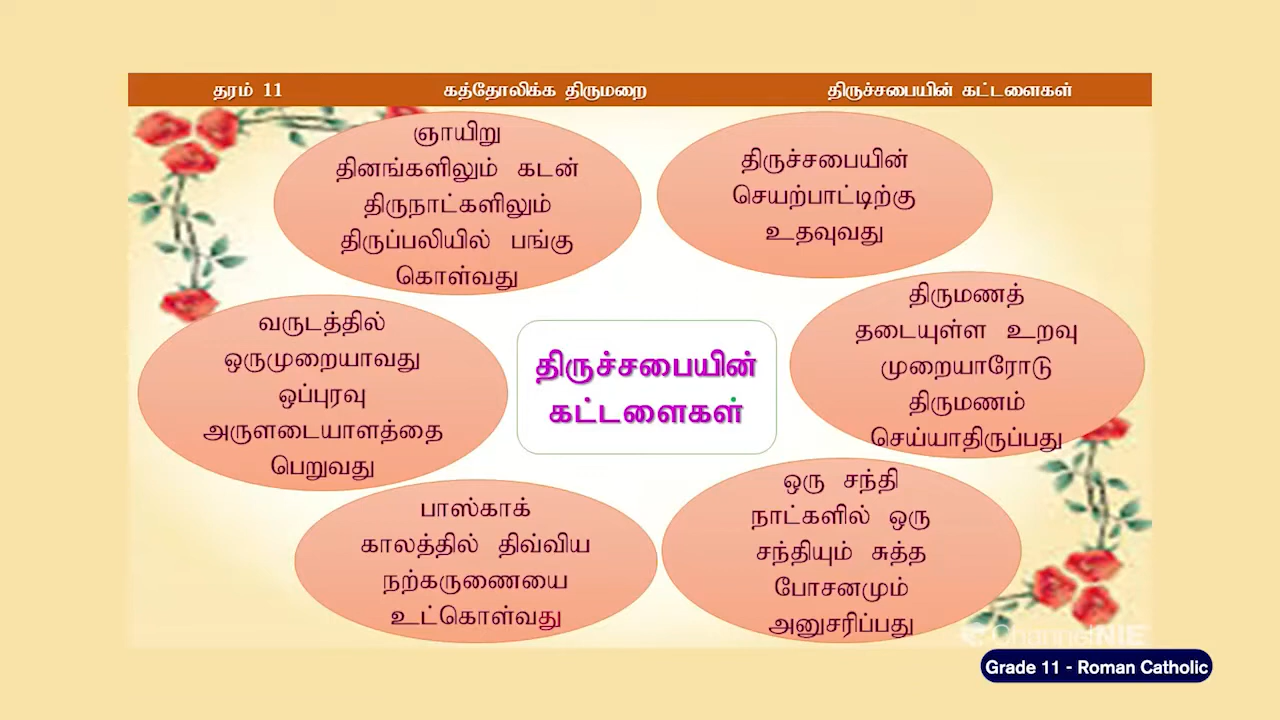 தரம் 11 கத்தோலிக்க திருமறை திருச்சபையின் கட்டளைகள்
ஞாயிறு
தினங்களிலும் கடன்
திருநாட்களிலும்
திருப்பலியில் பங்கு
கொள்வது
திருச்சபையின்
செயற்பாட்டிற்கு
உதவுவது
வருடத்தில்
ஒருமுறையாவது
ஒப்புரவு
அருளடையாளத்தை
பெறுவது
திருச்சபையின்
கட்டளைகள்
திருமணத்
தடையுள்ள உறவு
முறையாரோடு
திருமணம்
செய்யாதிருப்பது
பாஸ்காக்
காலத்தில் திவ்விய
நற்கருணையை
உட்கொள்வது
ஒரு சந்தி
நாட்களில் ஒரு
சந்தியும் சுத்த
போசனமும்
அனுசரிப்பது
Channel NIE
Grade 11 - Roman Catholic